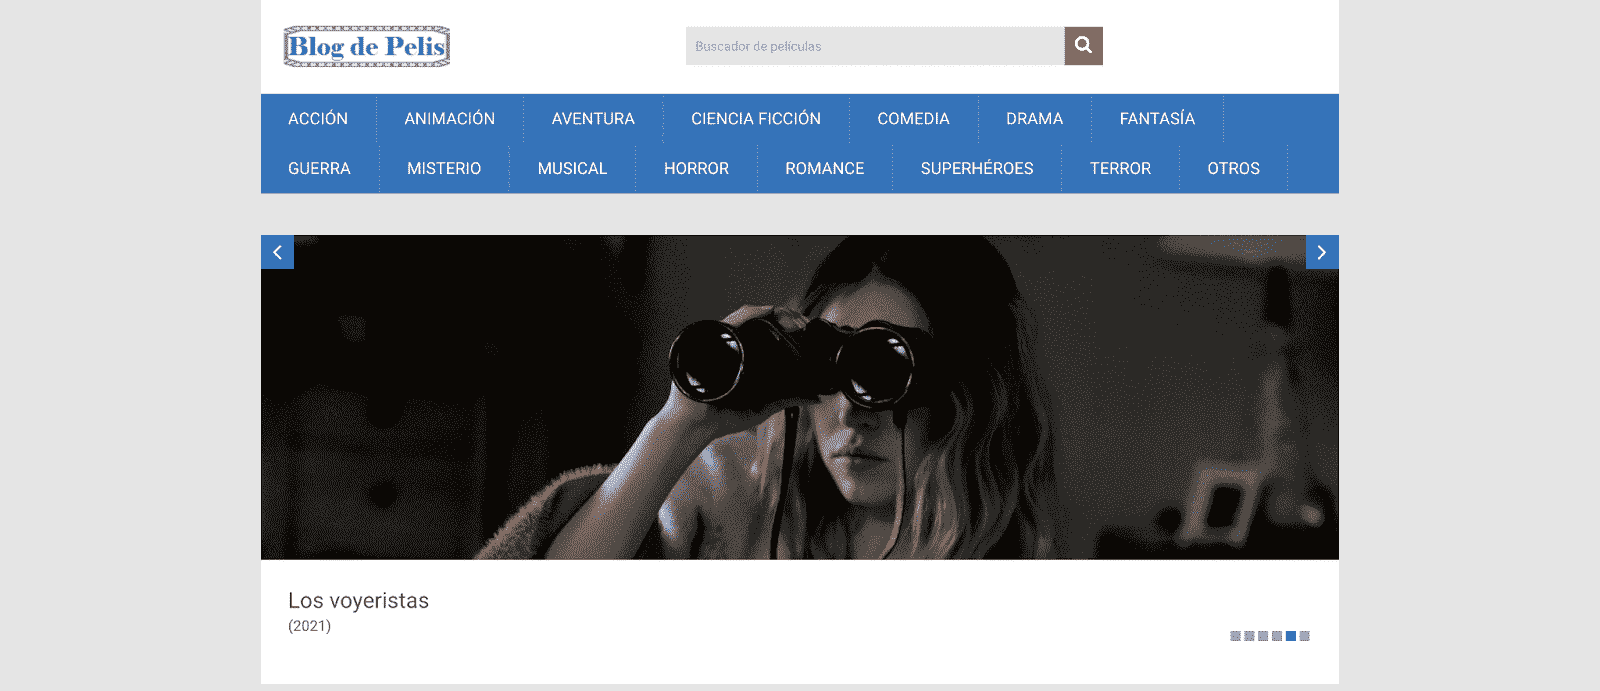 Blog de Pelis
Buscador de películas
ACCIÓN ANIMACIÓN AVENTURA CIENCIA FICCIÓN COMEDIA DRAMA FANTASÍA
GUERRA MISTERIO MUSICAL HORROR ROMANCE SUPERHÉROES TERROR OTROS
Los voyeristas
(2021)